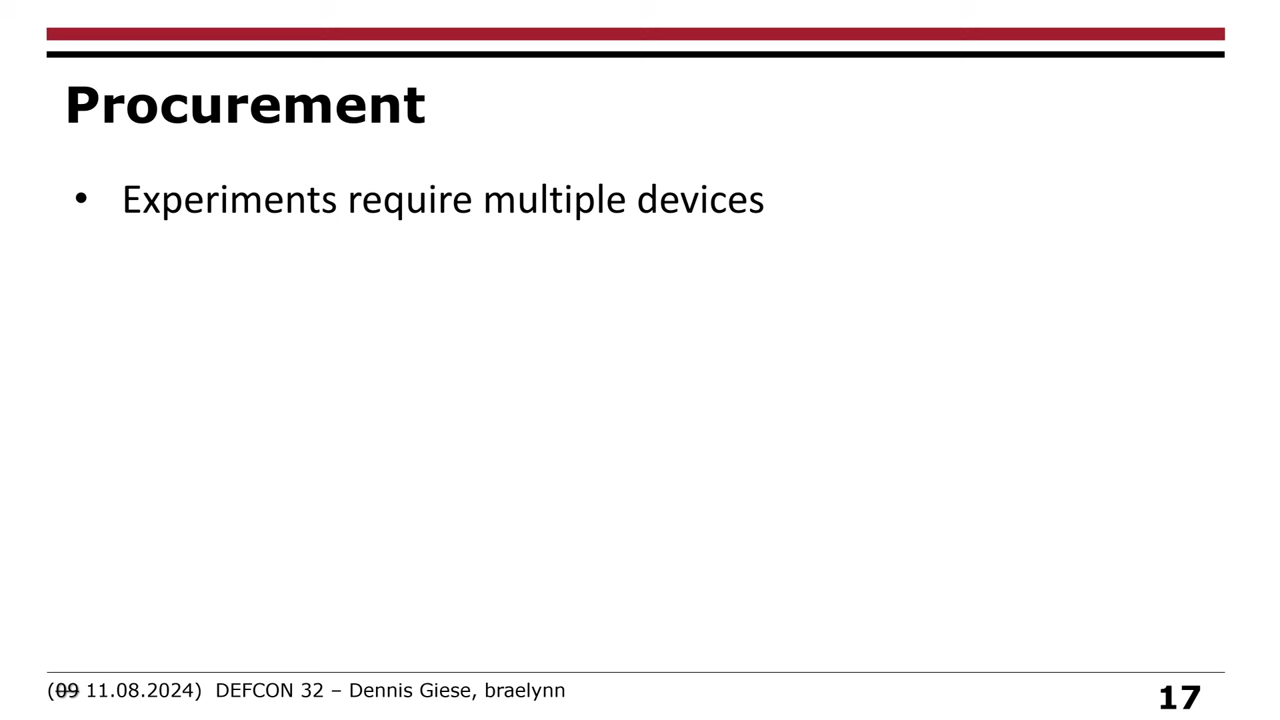 Procurement
• Experiments require multiple devices
(09 11.08.2024) DEFCON 32 – Dennis Giese, braelynn
17